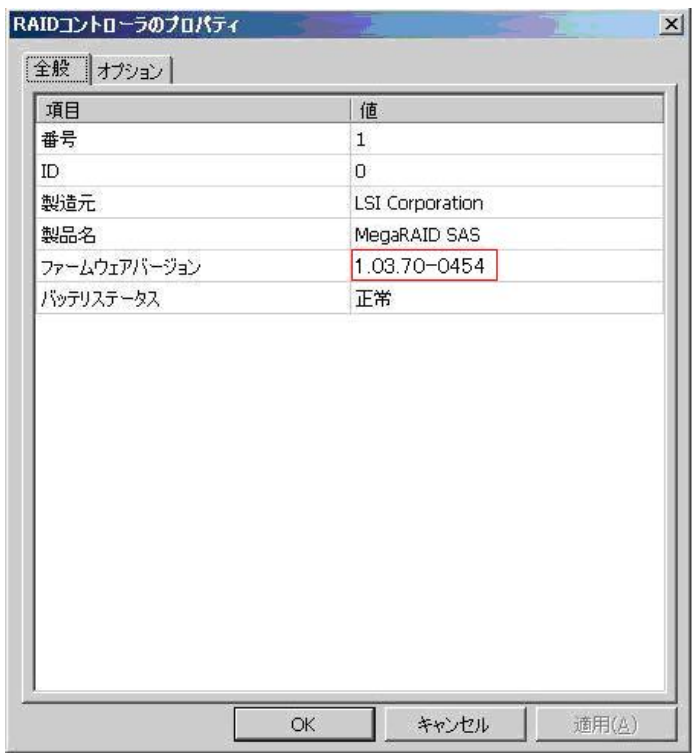 RAIDコントローラのプロパティ
全般 オプション
項目 値
番号 1
ID 0
製造元 LSI Corporation
製品名 MegaRAID SAS
ファームウェアバージョン 1.03.70-0454
バッテリステータス 正常
OK キャンセル 適用(A)